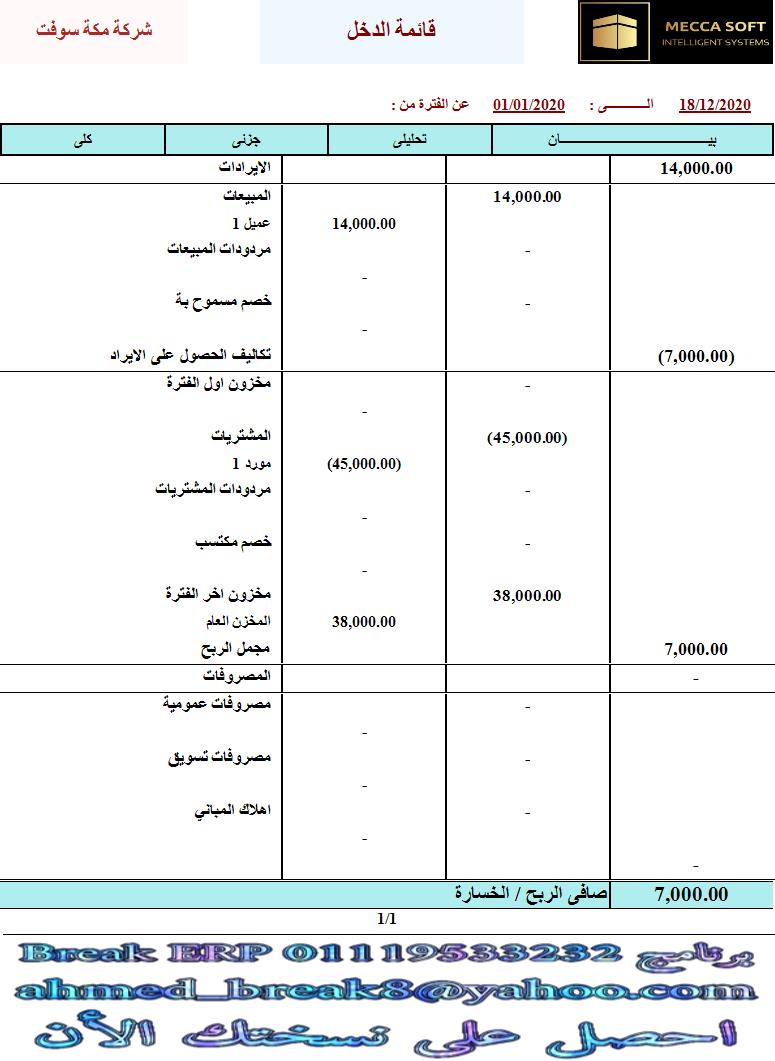 شركة مكة سوفت
قائمة الدخل
MECCA SOFT
INTELLIGENT SYSTEMS
عن الفترة من : 01/01/2020 الـــــــى : 18/12/2020
كلى جزئى تحليلى بيـــــــــــــــــــان
الايرادات 14,000.00
المبيعات 14,000.00
عميل 1 14,000.00
مردودات المبيعات -
-
خصم مسموح بة -
-
تكاليف الحصول على الايراد (7,000.00)
مخزون اول الفترة -
-
المشتريات (45,000.00)
مورد 1 (45,000.00)
مردودات المشتريات -
-
خصم مكتسب -
-
مخزون اخر الفترة 38,000.00
المخزن العام 38,000.00
مجمل الربح 7,000.00
المصروفات -
مصروفات عمومية -
-
مصروفات تسويق -
-
اهلاك المباني -
-
-
صافى الربح / الخسارة 7,000.00
1/1
برنامج Break ERP 01119533232
ahmed_break8@yahoo.com
احصل على نسختك الأن